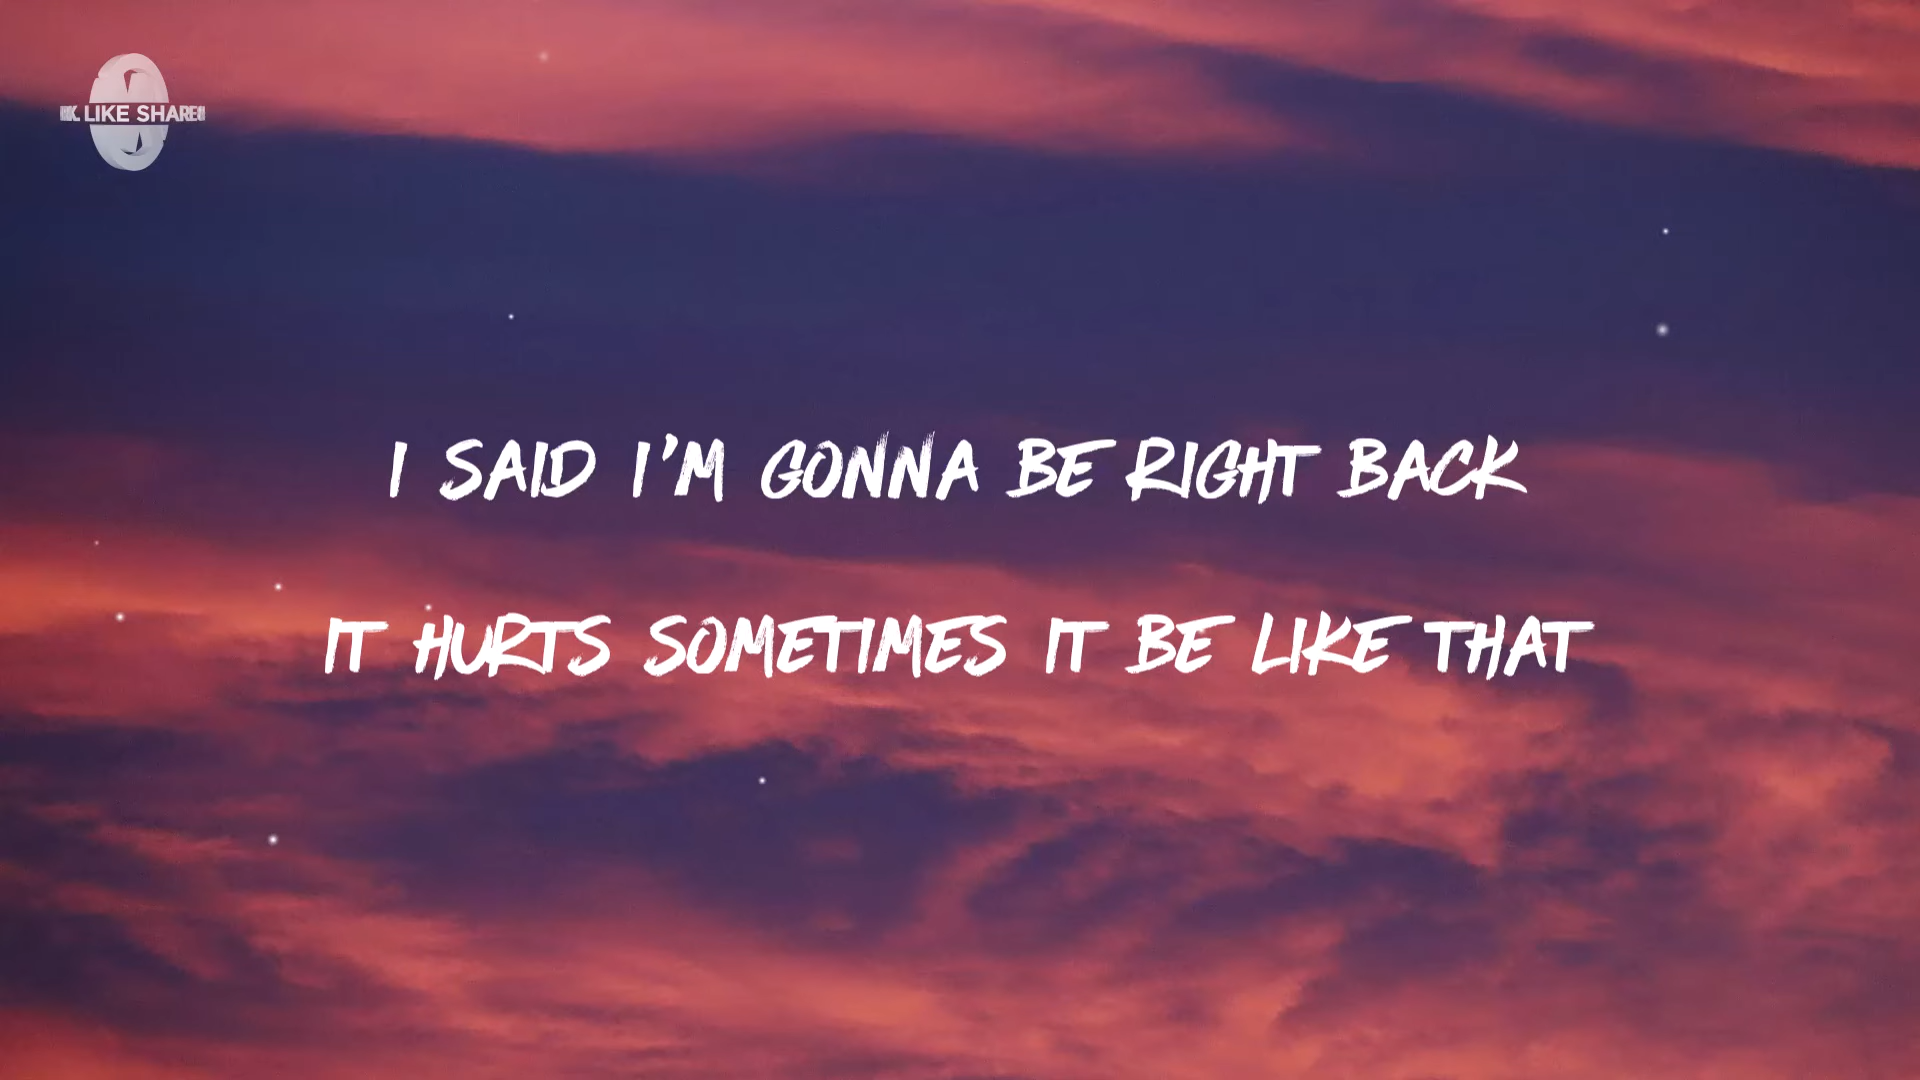 LIKE SHARE
I SAID I'M GONNA BE RIGHT BACK
IT HURTS SOMETIMES IT BE LIKE THAT